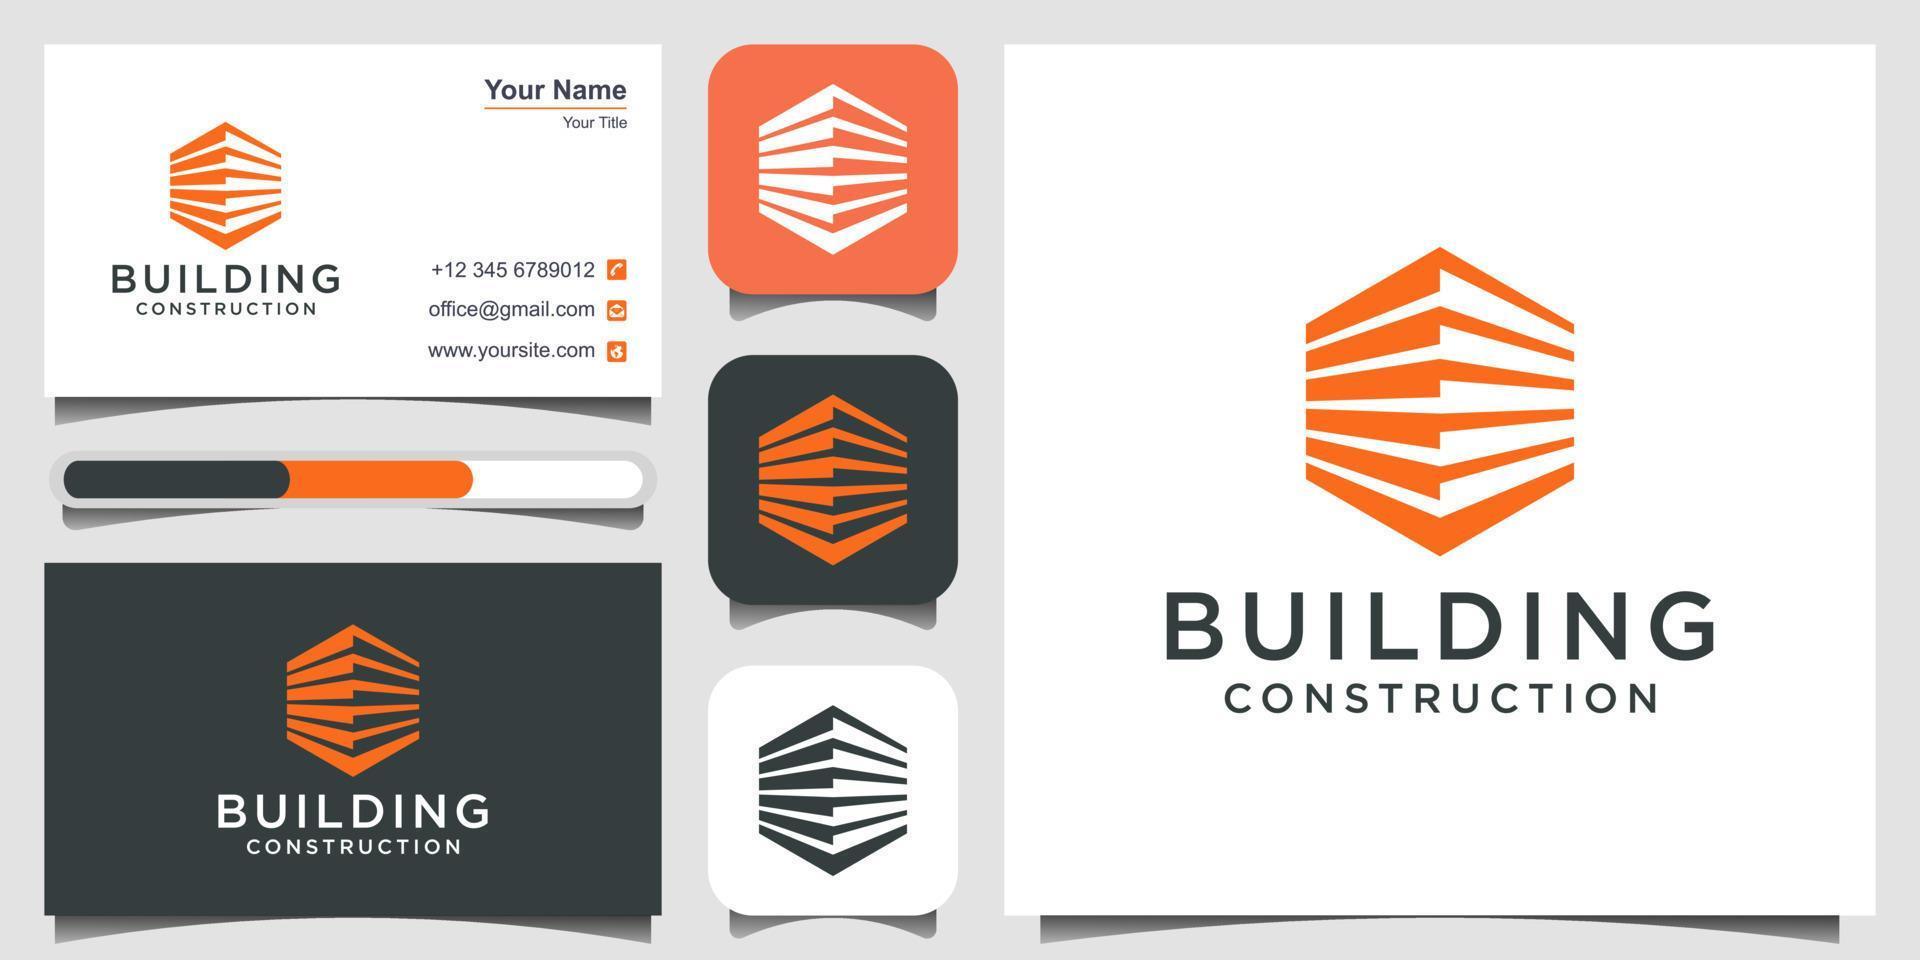 Your Name
Your Title
BUILDING
CONSTRUCTION
+12 345 6789012
office@gmail.com
www.yoursite.com
BUILDING
CONSTRUCTION
BUILDING
CONSTRUCTION